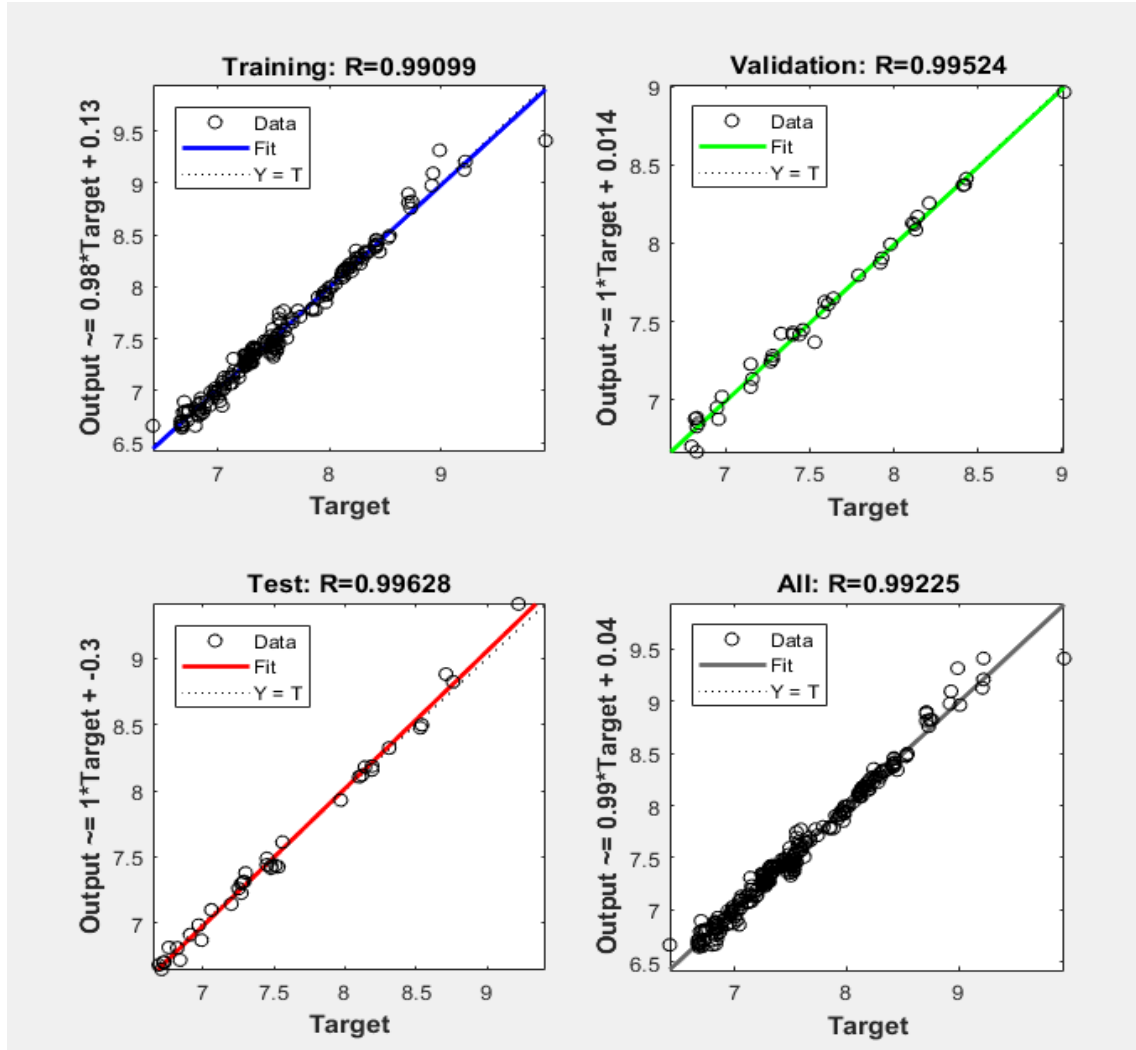 Training: R=0.99099
Output ~= 0.98*Target + 0.13
Data
Fit
Y = T
9.5
9
8.5
8
7.5
7
6.5
7
8
9
Target
Validation: R=0.99524
Output ~= 1*Target + 0.014
Data
Fit
Y = T
9
8.5
8
7.5
7
7
7.5
8
8.5
9
Target
Test: R=0.99628
Output ~= 1*Target + -0.3
Data
Fit
Y = T
9
8.5
8
7.5
7
7
7.5
8
8.5
9
Target
All: R=0.99225
Output ~= 0.99*Target + 0.04
Data
Fit
Y = T
9.5
9
8.5
8
7.5
7
6.5
7
8
9
Target